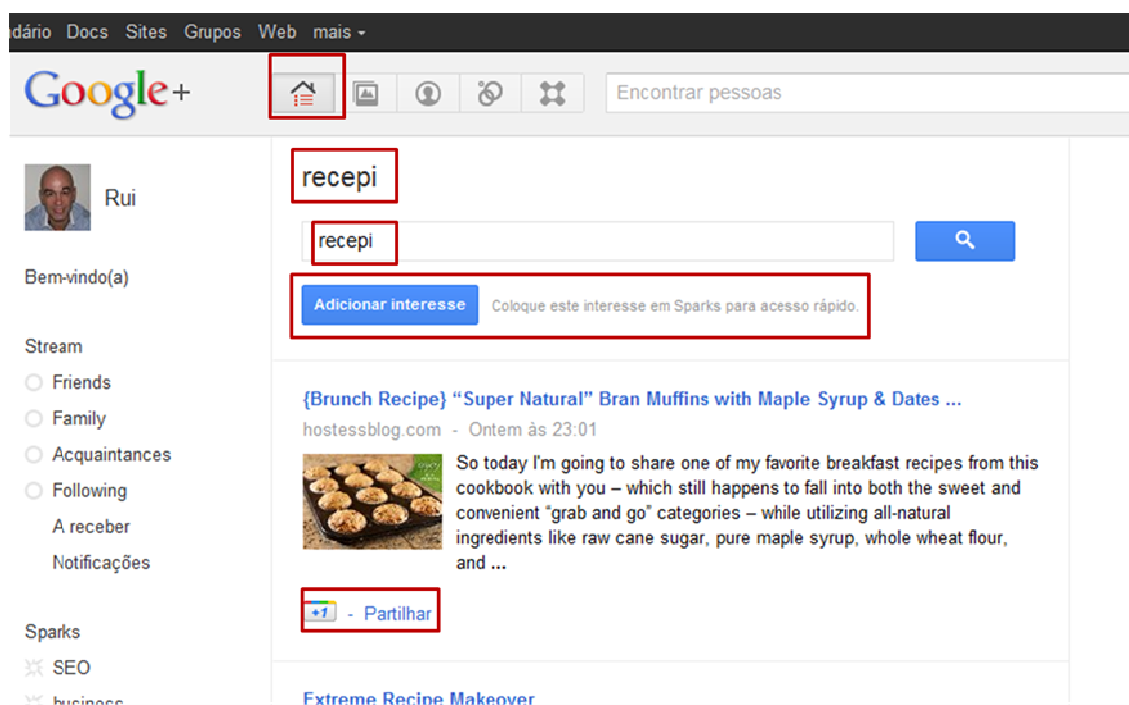 ndário Docs Sites Grupos Web mais
Google+
Encontrar pessoas
Rui
Bem-vindo(a)
Stream
Friends
Family
Acquaintances
Following
A receber
Notificações
Sparks
SEO
business
recepi
recepi
Adicionar interesse Coloque este interesse em Sparks para acesso rápido.
{Brunch Recipe} “Super Natural” Bran Muffins with Maple Syrup & Dates ...
hostessblog.com - Ontem às 23:01
So today I'm going to share one of my favorite breakfast recipes from this
cookbook with you – which still happens to fall into both the sweet and
convenient “grab and go” categories – while utilizing all-natural
ingredients like raw cane sugar, pure maple syrup, whole wheat flour,
and ...
+1 - Partilhar
Extreme Recipe Makeover